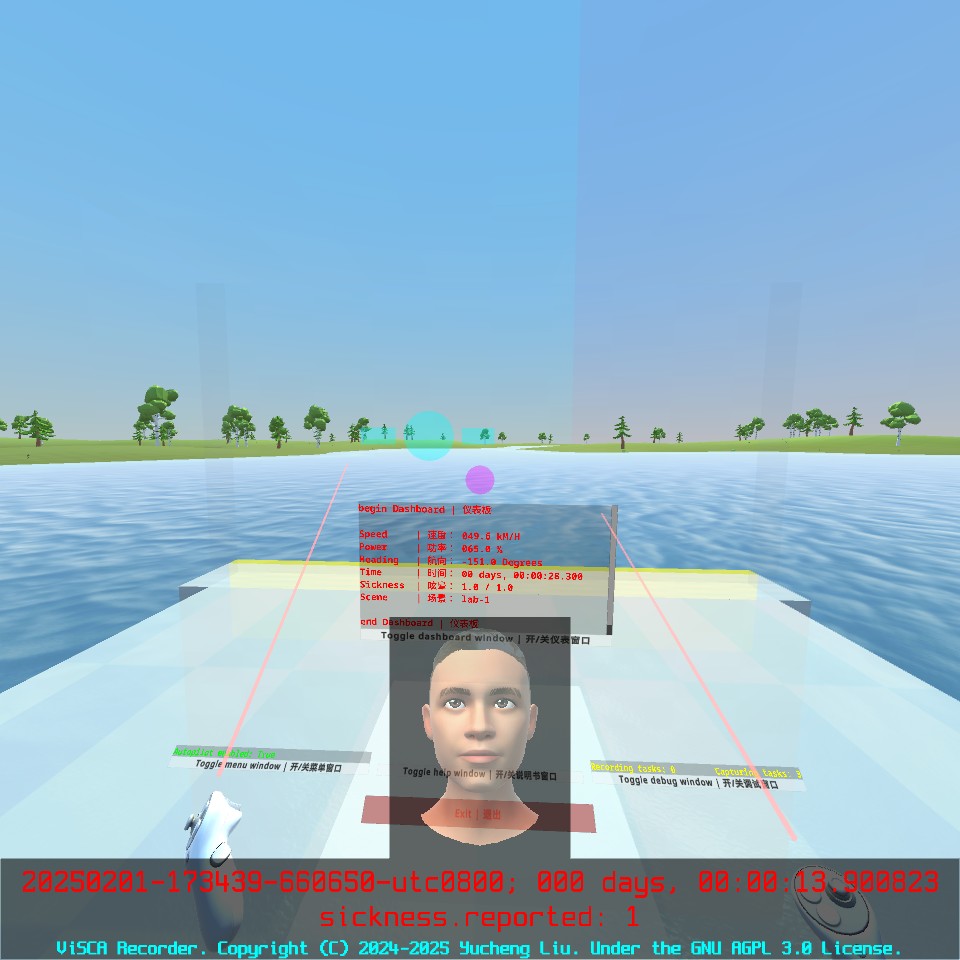 begin Dashboard | 仪表板
Speed | 速度： 049.6 kM/H
Power | 功率： 065.0 %
Heading | 航向： -151.0 Degrees
Time | 时间： 00 days, 00:00:28.300
Sickness | 眩晕： 1.0 / 1.0
Scene | 场景： lab-1
end Dashboard | 仪表板
Toggle dashboard window | 开/关仪表窗口
Autopilot enabled: True
Toggle menu window | 开/关菜单窗口
Toggle help window | 开/关说明书窗口
Recording tasks: 6 Capturing tasks: 3
Toggle debug window | 开/关调试窗口
Exit | 退出
20250201-173439-660650-utc0800; 000 days, 00:00:13.900823
sickness.reported: 1
ViSCA Recorder. Copyright (C) 2024-2025 Yucheng Liu. Under the GNU AGPL 3.0 License.